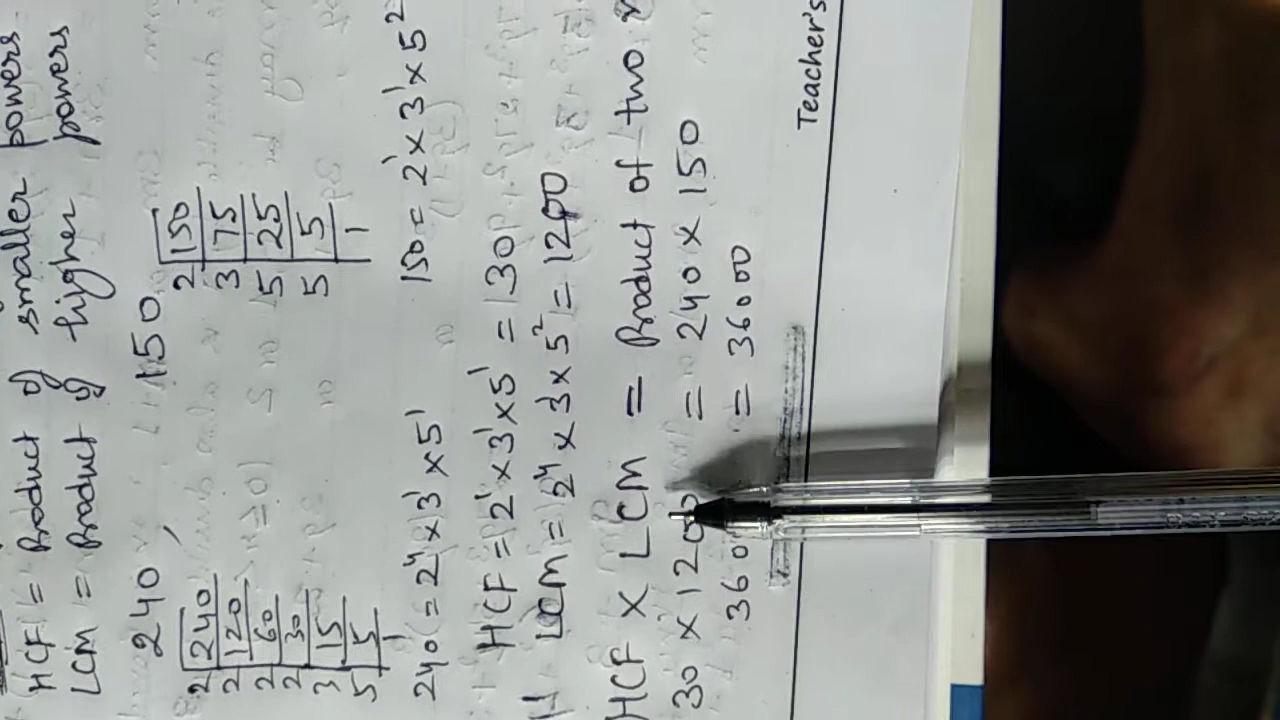 HCF = Product of smaller powers
LCM = Product of higher powers
240, 150
2 240
2 120
2 60
2 30
3 15
5 5
1
2 150
3 75
5 25
5 5
1
240 = 2⁴ x 3¹ x 5¹
150 = 2¹ x 3¹ x 5²
HCF = 2¹ x 3¹ x 5¹ = 30
LCM = 2⁴ x 3¹ x 5² = 1200
HCF x LCM = Product of two
30 x 1200 = 240 x 150
360 = 36000
Teacher's